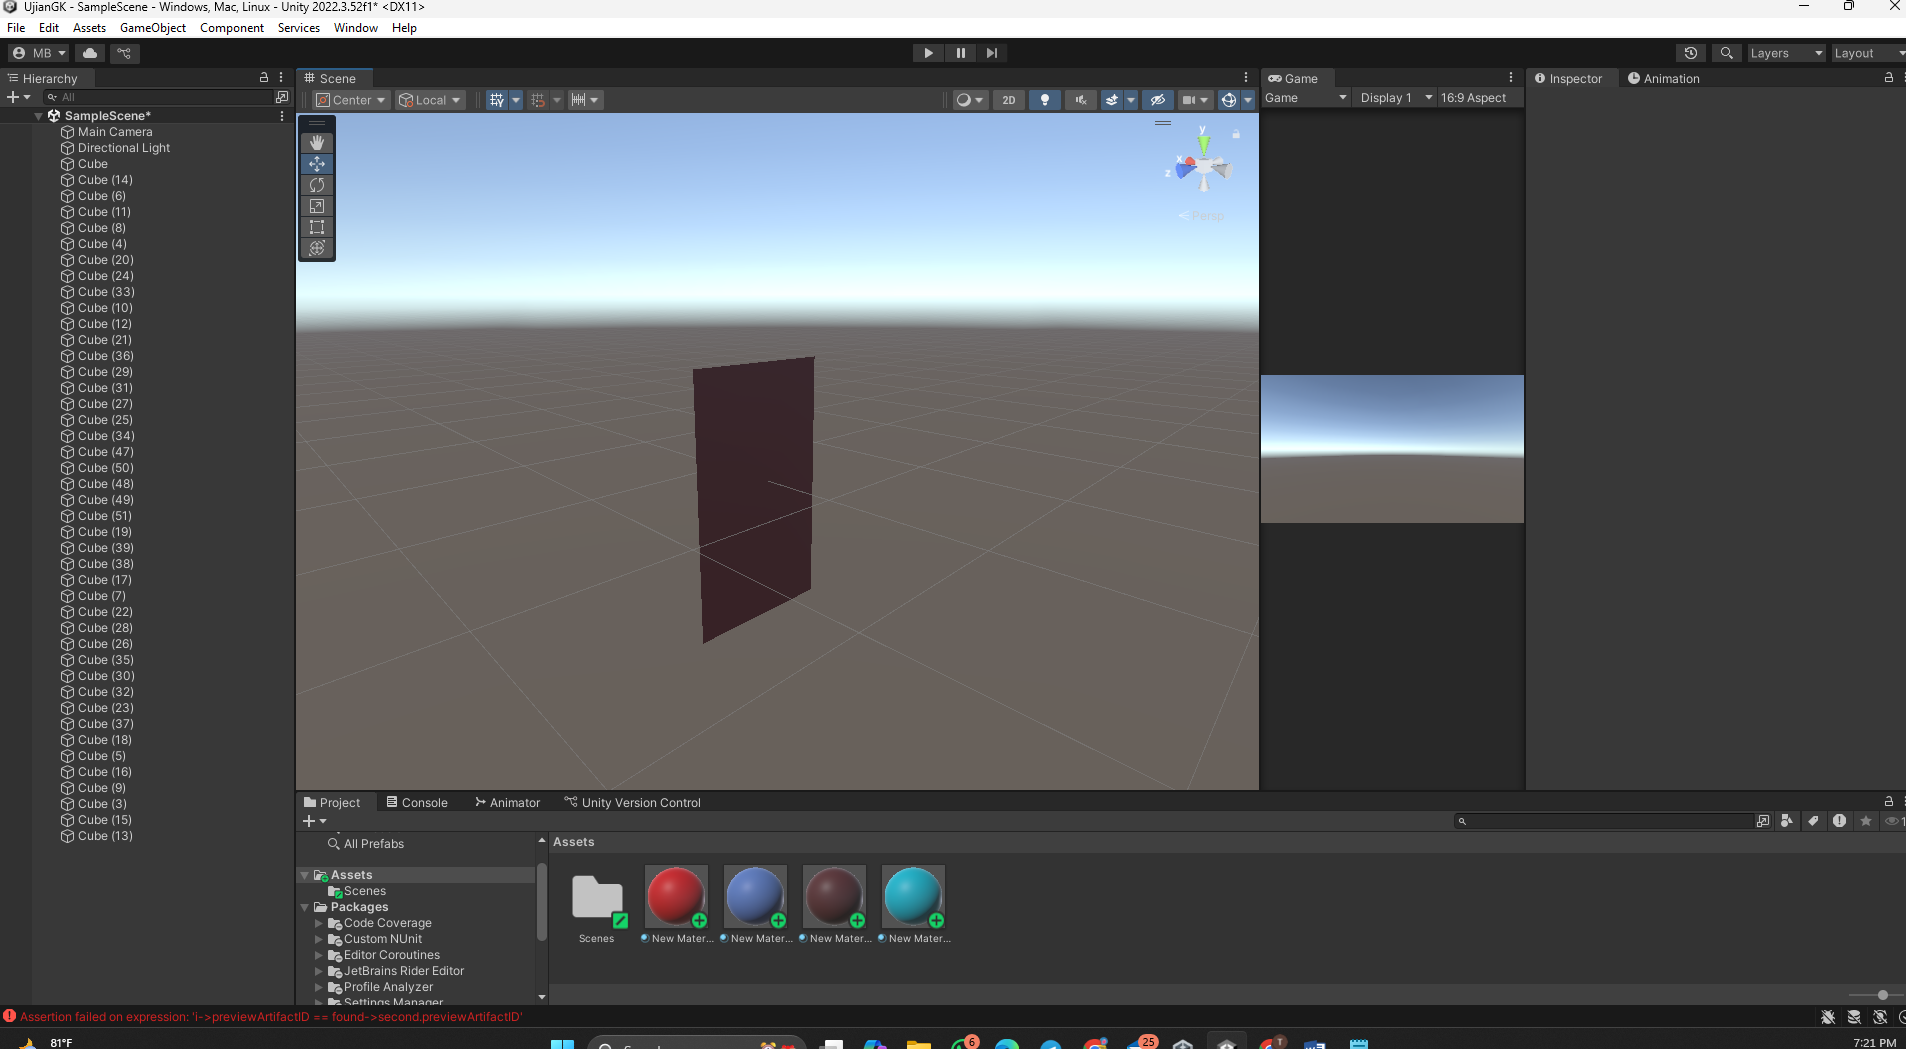 UjianGK - SampleScene - Windows, Mac, Linux - Unity 2022.3.52f1* <DX11>
File Edit Assets GameObject Component Services Window Help
MB
Layers Layout
Hierarchy
All
SampleScene*
Main Camera
Directional Light
Cube
Cube (14)
Cube (6)
Cube (11)
Cube (8)
Cube (4)
Cube (20)
Cube (24)
Cube (33)
Cube (10)
Cube (12)
Cube (21)
Cube (36)
Cube (29)
Cube (31)
Cube (27)
Cube (25)
Cube (34)
Cube (47)
Cube (50)
Cube (48)
Cube (49)
Cube (51)
Cube (19)
Cube (39)
Cube (38)
Cube (17)
Cube (7)
Cube (22)
Cube (28)
Cube (26)
Cube (35)
Cube (30)
Cube (32)
Cube (23)
Cube (37)
Cube (18)
Cube (5)
Cube (16)
Cube (9)
Cube (3)
Cube (15)
Cube (13)
Scene
Center Local 2D
y
x
z
Persp
Game
Game Display 1 16:9 Aspect
Inspector Animation
Project Console Animator Unity Version Control
All Prefabs
Assets
Scenes
Packages
Code Coverage
Custom NUnit
Editor Coroutines
JetBrains Rider Editor
Profile Analyzer
Settings Manager
Assets
Scenes New Mater... New Mater... New Mater... New Mater...
Assertion failed on expression: 'i->previewArtifactID == found->second.previewArtifactID'
81°F
6
25
T
7:21 PM